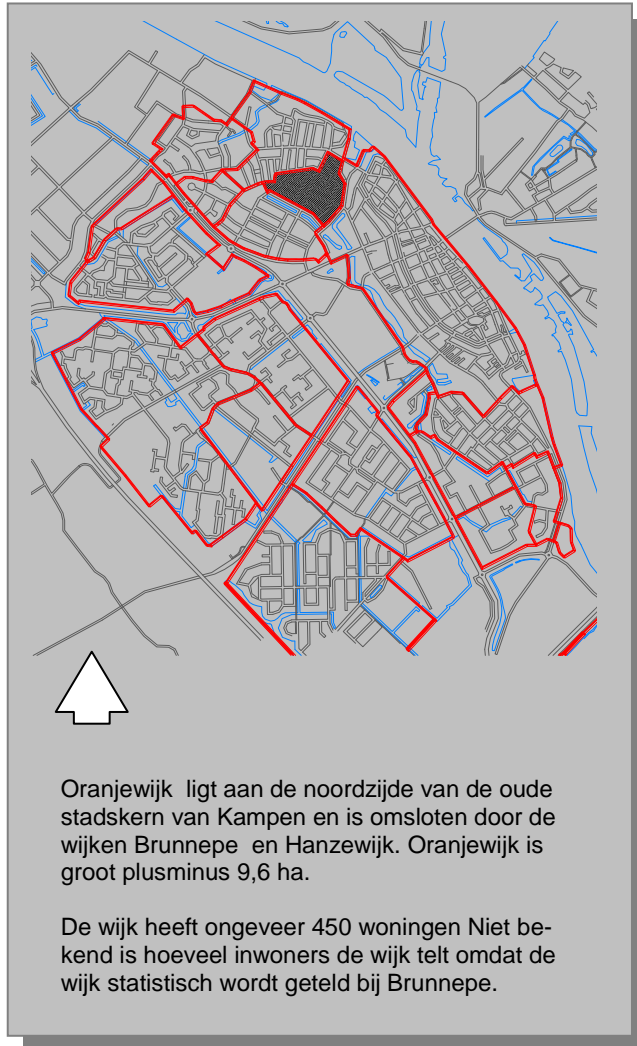 Oranjewijk ligt aan de noordzijde van de oude
stadskern van Kampen en is omsloten door de
wijken Brunnepe en Hanzewijk. Oranjewijk is
groot plusminus 9,6 ha.
De wijk heeft ongeveer 450 woningen Niet be-
kend is hoeveel inwoners de wijk telt omdat de
wijk statistisch wordt geteld bij Brunnepe.